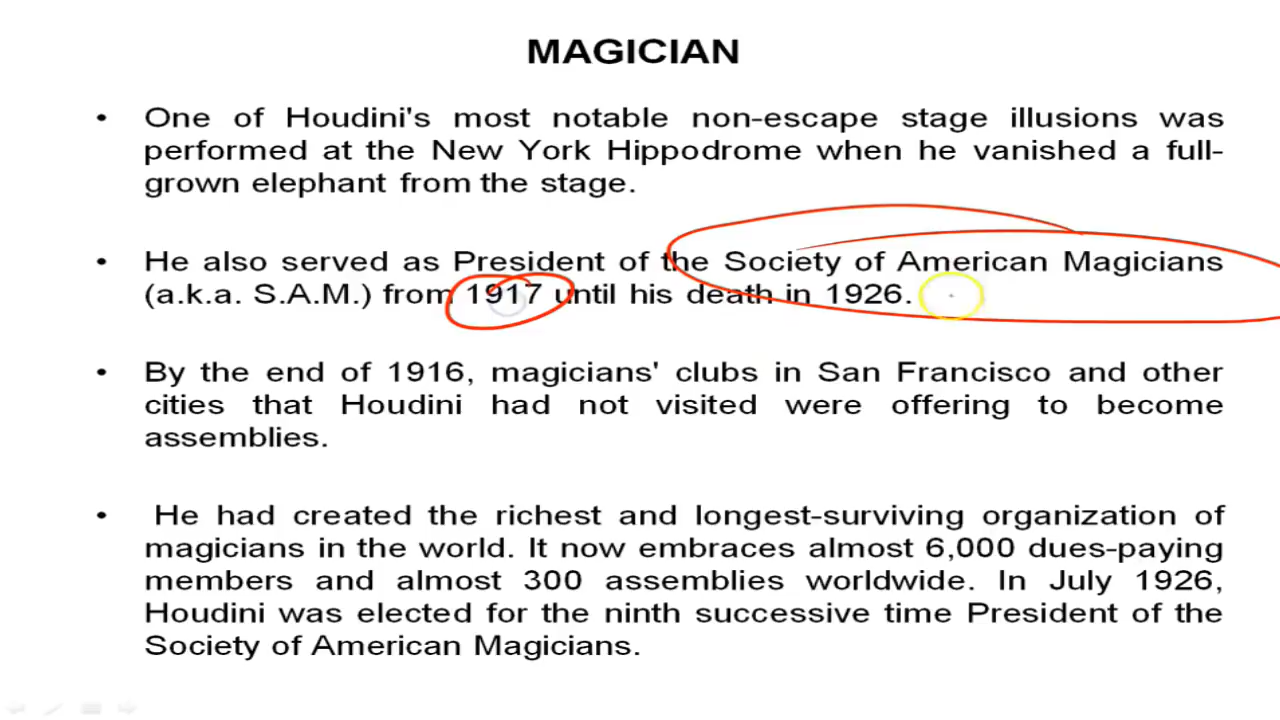 MAGICIAN
• One of Houdini's most notable non-escape stage illusions was
performed at the New York Hippodrome when he vanished a full-
grown elephant from the stage.
• He also served as President of the Society of American Magicians
(a.k.a. S.A.M.) from 1917 until his death in 1926.
• By the end of 1916, magicians' clubs in San Francisco and other
cities that Houdini had not visited were offering to become
assemblies.
• He had created the richest and longest-surviving organization of
magicians in the world. It now embraces almost 6,000 dues-paying
members and almost 300 assemblies worldwide. In July 1926,
Houdini was elected for the ninth successive time President of the
Society of American Magicians.